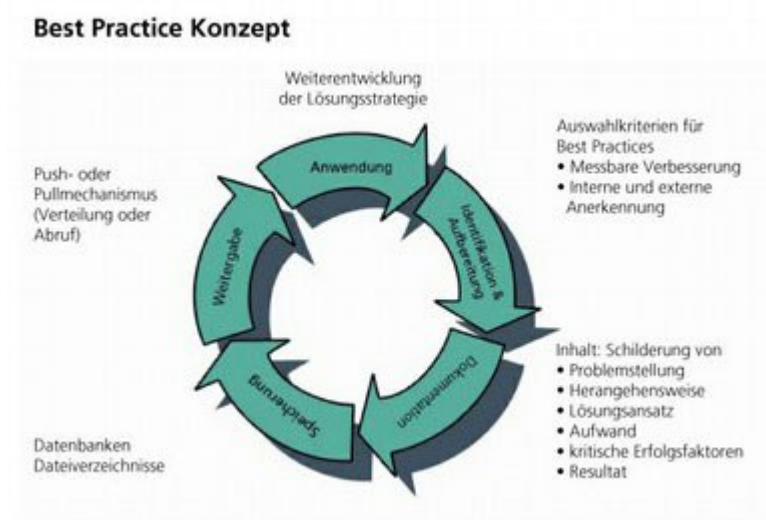 Best Practice Konzept
Weiterentwicklung
der Lösungsstrategie
Auswahlkriterien für
Best Practices
• Messbare Verbesserung
• Interne und externe
Anerkennung
Push- oder
Pullmechanismus
(Verteilung oder
Abruf)
Anwendung
Identifikation &
Aufbereitung
Weitergabe
Dokumentation
Speicherung
Inhalt: Schilderung von
• Problemstellung
• Herangehensweise
• Lösungsansatz
• Aufwand
• kritische Erfolgsfaktoren
• Resultat
Datenbanken
Dateiverzeichnisse